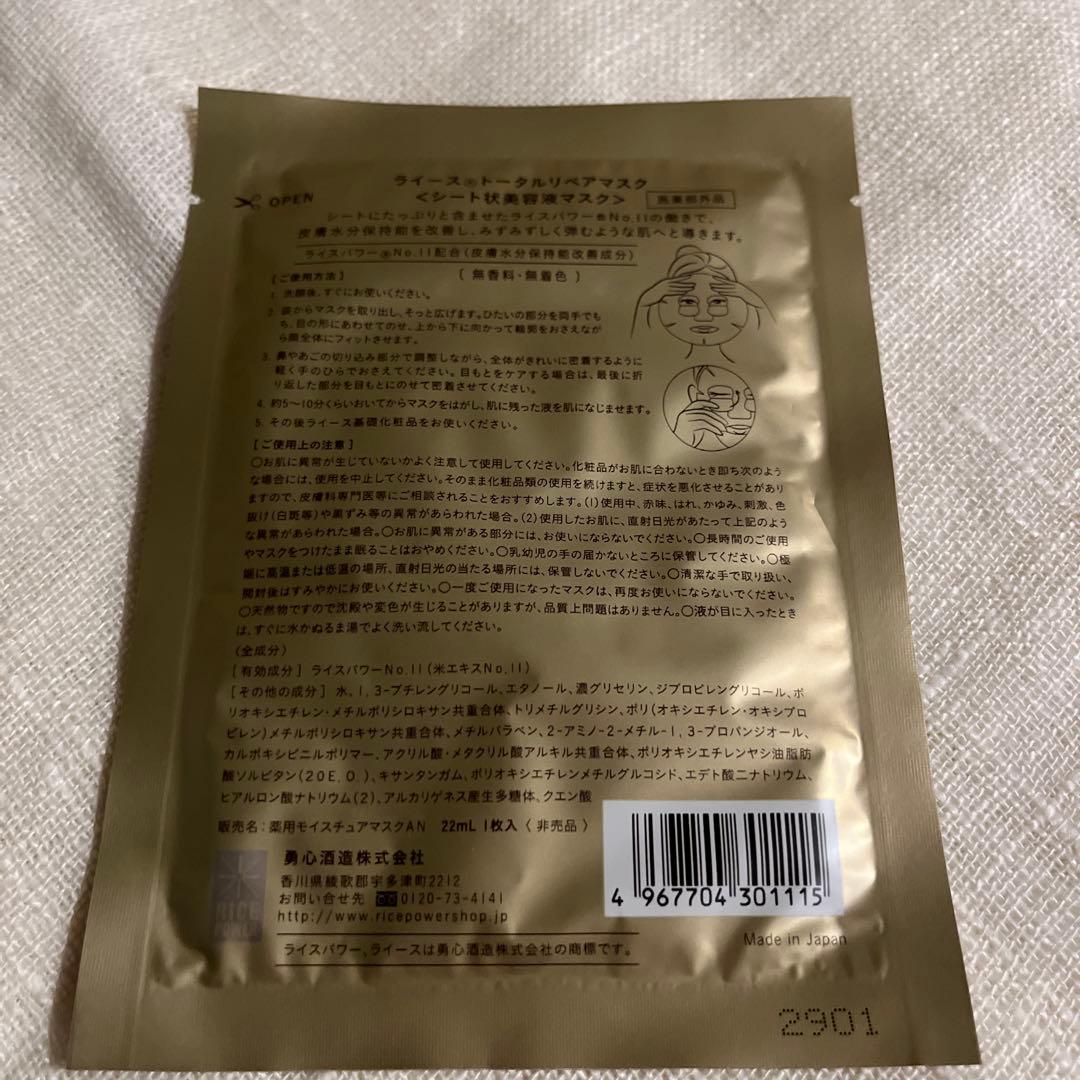 ライース®トータルリペアマスク
OPEN
<シート状美容液マスク>
医薬部外品
シートにたっぷりと含ませたライスパワー®No.11の働きで、
皮膚水分保持能を改善し、みずみずしく弾むような肌へと導きます。
ライスパワー®No.11配合(皮膚水分保持能改善成分)
[ご使用方法]
[無香料・無着色]
1. 洗顔後、すぐにお使いください。
2. 袋からマスクを取り出し、そっと広げます。ひたいの部分を両手でも
ち、目の形にあわせてのせ、上から下に向かって輪郭をおさえなが
ら顔全体にフィットさせます。
3. 鼻やあごの切り込み部分で調整しながら、全体がきれいに密着するように
軽く手のひらでおさえてください。目もとをケアする場合は、最後に折
り返した部分を目もとにのせて密着させてください。
4. 約5～10分くらいおいてからマスクをはがし、肌に残った液を肌になじませます。
5. その後ライース基礎化粧品をお使いください。
[ご使用上の注意]
○お肌に異常が生じていないかよく注意して使用してください。化粧品がお肌に合わないとき即ち次のよう
な場合には、使用を中止してください。そのまま化粧品類の使用を続けますと、症状を悪化させることがあり
ますので、皮膚科専門医等にご相談されることをおすすめします。(1)使用中、赤味、はれ、かゆみ、刺激、色
抜け(白斑等)や黒ずみ等の異常があらわれた場合。(2)使用したお肌に、直射日光があたって上記のよう
な異常があらわれた場合。○お肌に異常がある部分には、お使いにならないでください。○長時間のご使用
やマスクをつけたまま眠ることはおやめください。○乳幼児の手の届かないところに保管してください。○極
端に高温または低温の場所、直射日光の当たる場所には、保管しないでください。○清潔な手で取り扱い、
開封後はすみやかにお使いください。○一度ご使用になったマスクは、再度お使いにならないでください。
○天然物ですので沈殿や変色が生じることがありますが、品質上問題はありません。○液が目に入ったとき
は、すぐに水かぬるま湯でよく洗い流してください。
(全成分)
[有効成分] ライスパワーNo.11(米エキスNo.11)
[その他の成分] 水、1,3-ブチレングリコール、エタノール、濃グリセリン、ジプロピレングリコール、ポ
リオキシエチレン・メチルポリシロキサン共重合体、トリメチルグリシン、ポリ(オキシエチレン・オキシプロ
ピレン)メチルポリシロキサン共重合体、メチルパラベン、2-アミノ-2-メチル-1,3-プロパンジオール、
カルボキシビニルポリマー、アクリル酸・メタクリル酸アルキル共重合体、ポリオキシエチレンヤシ油脂肪
酸ソルビタン(20E.O.)、キサンタンガム、ポリオキシエチレンメチルグルコシド、エデト酸二ナトリウム、
ヒアルロン酸ナトリウム(2)、アルカリゲネス産生多糖体、クエン酸
販売名:薬用モイスチュアマスクAN 22mL 1枚入〈非売品〉
米
RICE
POWER
勇心酒造株式会社
香川県綾歌郡宇多津町2212
お問い合せ先 0120-73-4141
http://www.ricepowershop.jp
4 967704 301115
ライスパワー、ライースは勇心酒造株式会社の商標です。
Made in Japan
2901